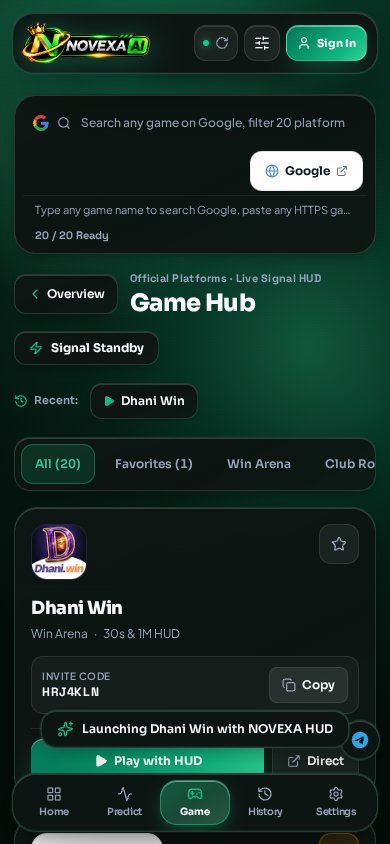 NOVEXA AI
Sign In
Search any game on Google, filter 20 platform
Google
Type any game name to search Google, paste any HTTPS ga...
20 / 20 Ready
Overview
Official Platforms · Live Signal HUD
Game Hub
Signal Standby
Recent:
Dhani Win
All (20)
Favorites (1)
Win Arena
Club Ro
D
Dhani.win
Dhani Win
Win Arena · 30s & 1M HUD
INVITE CODE
HRJ4KLN
Copy
Launching Dhani Win with NOVEXA HUD
Play with HUD
Direct
Home
Predict
Game
History
Settings